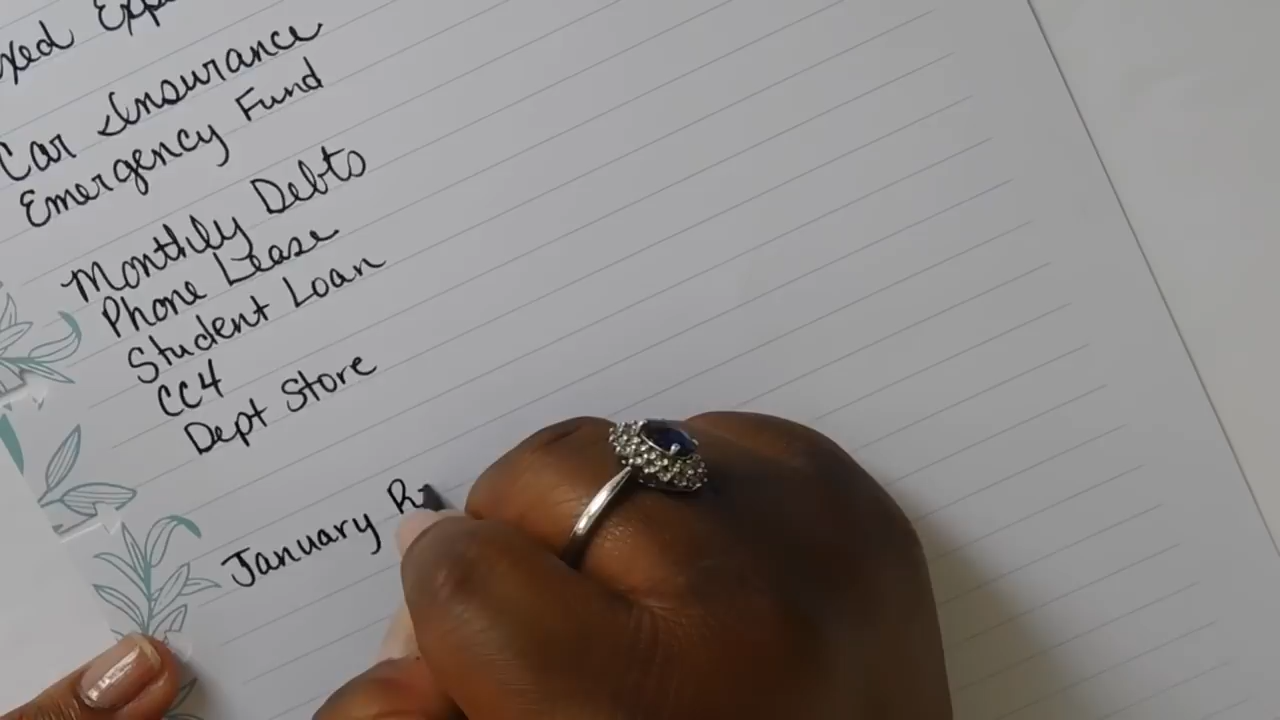 Car Insurance
Emergency Fund
Monthly Debts
Phone Lease
Student Loan
CC4
Dept Store
January